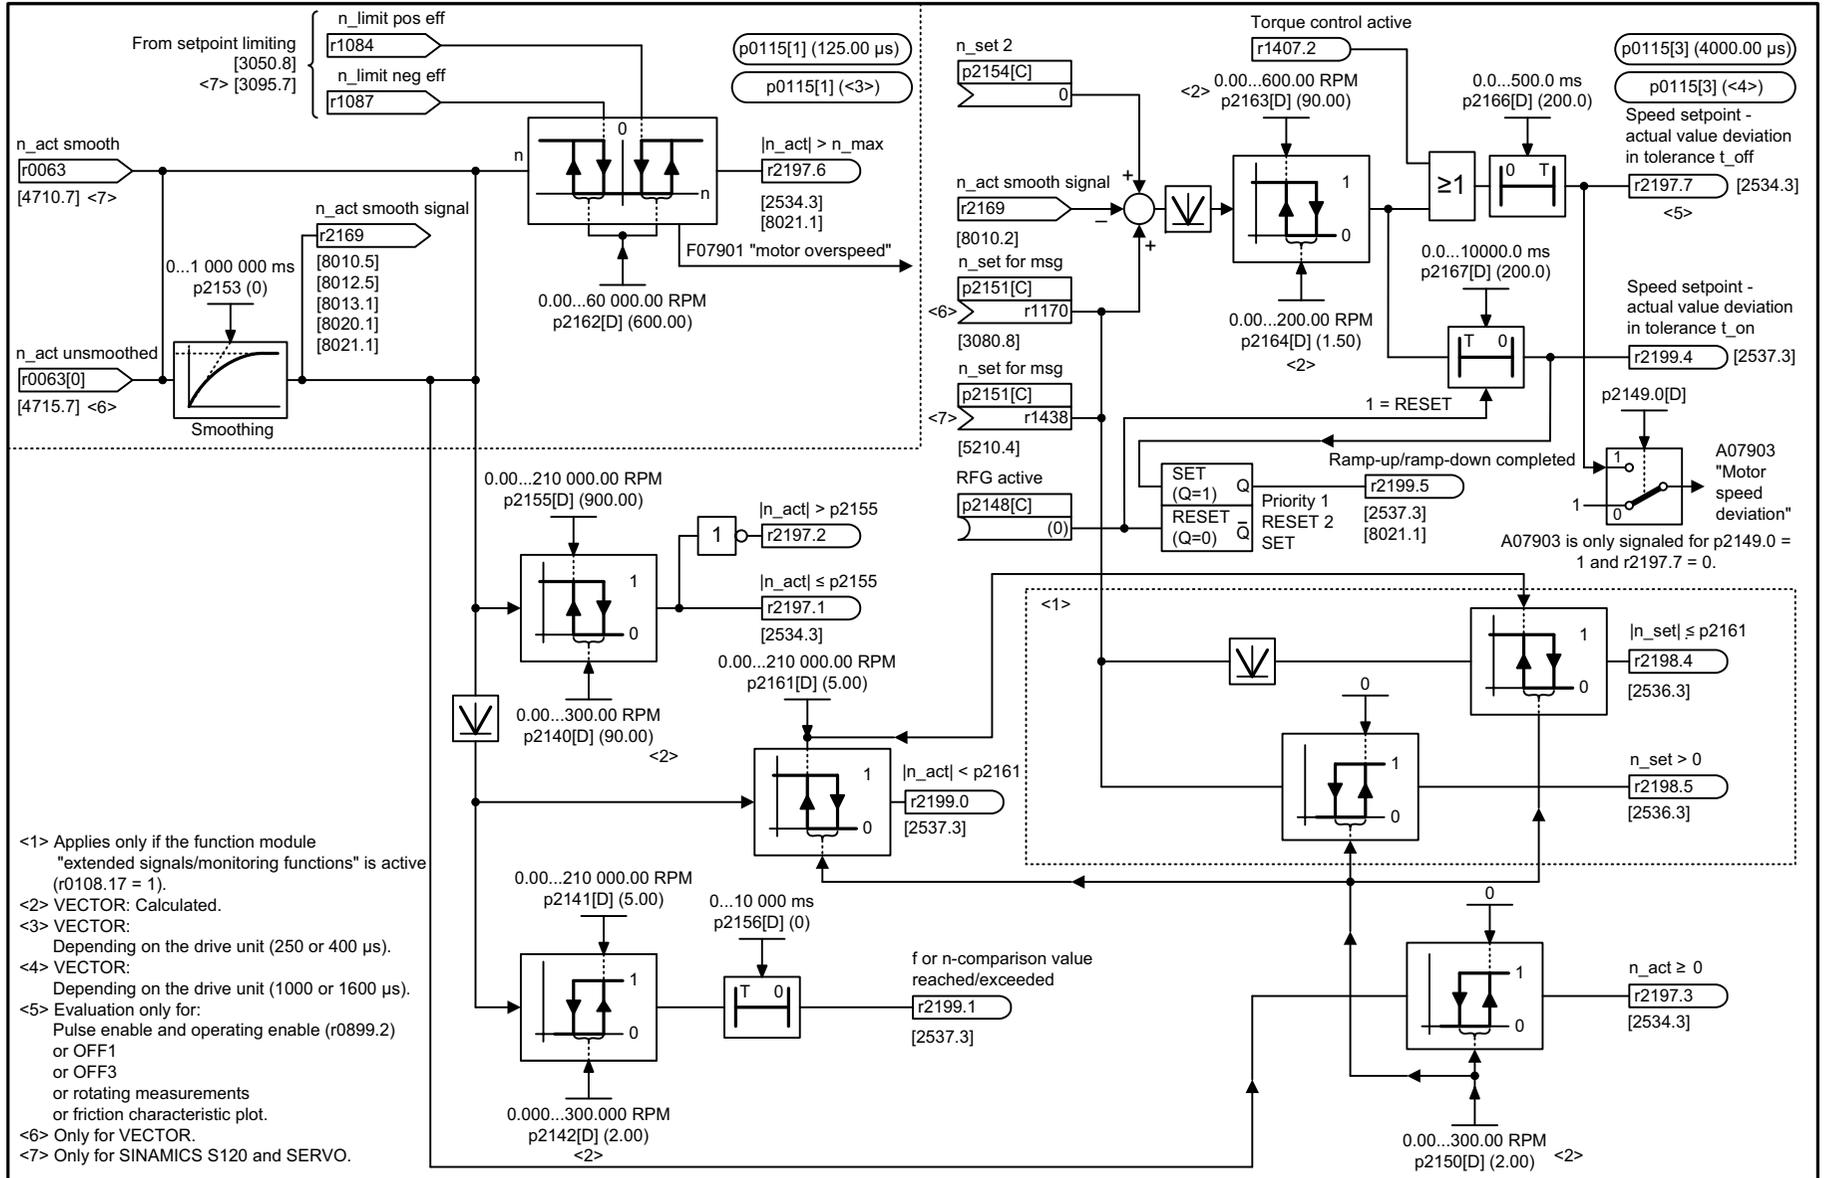 n_limit pos eff
From setpoint limiting
[3050.8]
<7> [3095.7]
r1084
n_limit neg eff
r1087
p0115[1] (125.00 µs)
p0115[1] (<3>)
n_act smooth
r0063
[4710.7] <7>
n
0
n
|n_act| > n_max
r2197.6
[2534.3]
[8021.1]
F07901 "motor overspeed"
0.00...60 000.00 RPM
p2162[D] (600.00)
n_act smooth signal
r2169
[8010.5]
[8012.5]
[8013.1]
[8020.1]
[8021.1]
0...1 000 000 ms
p2153 (0)
n_act unsmoothed
r0063[0]
[4715.7] <6>
Smoothing
n_set 2
p2154[C]
0
n_act smooth signal
r2169
[8010.2]
+
–
+
n_set for msg
p2151[C]
<6>
r1170
[3080.8]
n_set for msg
p2151[C]
<7>
r1438
[5210.4]
RFG active
p2148[C]
(0)
Torque control active
r1407.2
0.00...600.00 RPM
<2> p2163[D] (90.00)
1
0
0.00...200.00 RPM
p2164[D] (1.50)
<2>
0.0...500.0 ms
p2166[D] (200.0)
≥1
0 T
p0115[3] (4000.00 µs)
p0115[3] (<4>)
Speed setpoint -
actual value deviation
in tolerance t_off
r2197.7 [2534.3]
<5>
0.0...10000.0 ms
p2167[D] (200.0)
T 0
Speed setpoint -
actual value deviation
in tolerance t_on
r2199.4 [2537.3]
1 = RESET
p2149.0[D]
1
1
0
A07903
"Motor
speed
deviation"
A07903 is only signaled for p2149.0 =
1 and r2197.7 = 0.
Ramp-up/ramp-down completed
SET
(Q=1) Q
RESET
(Q=0) Q̅
Priority 1
RESET 2
SET
r2199.5
[2537.3]
[8021.1]
0.00...210 000.00 RPM
p2155[D] (900.00)
1
0
0.00...300.00 RPM
p2140[D] (90.00)
<2>
1
|n_act| > p2155
r2197.2
|n_act| ≤ p2155
r2197.1
[2534.3]
0.00...210 000.00 RPM
p2161[D] (5.00)
1
0
|n_act| < p2161
r2199.0
[2537.3]
<1>
1
0
|n_set| ≤ p2161
r2198.4
[2536.3]
0
1
0
n_set > 0
r2198.5
[2536.3]
0.00...210 000.00 RPM
p2141[D] (5.00)
1
0
0.000...300.000 RPM
p2142[D] (2.00)
<2>
0...10 000 ms
p2156[D] (0)
T 0
f or n-comparison value
reached/exceeded
r2199.1
[2537.3]
0
1
0
n_act ≥ 0
r2197.3
[2534.3]
0.00...300.00 RPM
p2150[D] (2.00) <2>
<1> Applies only if the function module
"extended signals/monitoring functions" is active
(r0108.17 = 1).
<2> VECTOR: Calculated.
<3> VECTOR:
Depending on the drive unit (250 or 400 µs).
<4> VECTOR:
Depending on the drive unit (1000 or 1600 µs).
<5> Evaluation only for:
Pulse enable and operating enable (r0899.2)
or OFF1
or OFF3
or rotating measurements
or friction characteristic plot.
<6> Only for VECTOR.
<7> Only for SINAMICS S120 and SERVO.